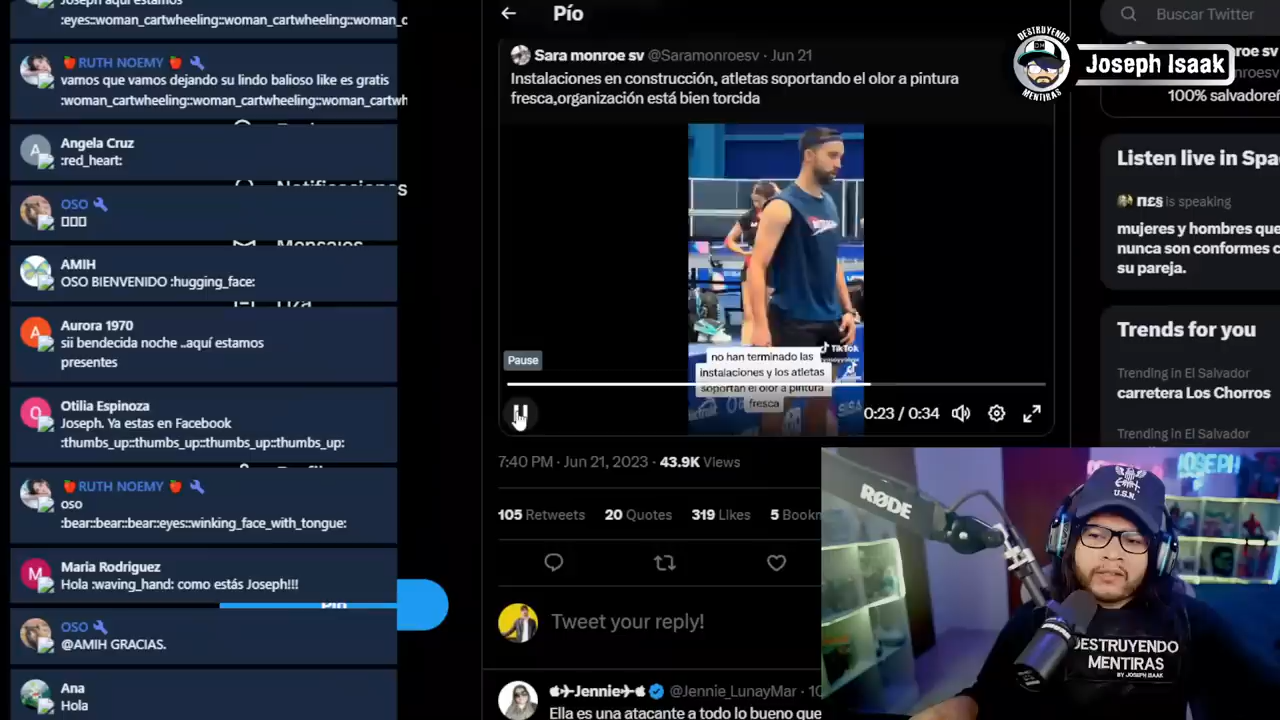 Joseph aquí estamos
:eyes::woman_cartwheeling::woman_cartwheeling::woman_c
RUTH NOEMY
vamos que vamos dejando su lindo balioso like es gratis
:woman_cartwheeling::woman_cartwheeling::woman_cartwh
Angela Cruz
:red_heart:
OSO
AMIH
OSO BIENVENIDO :hugging_face:
Aurora 1970
sii bendecida noche ..aquí estamos
presentes
Otilia Espinoza
Joseph. Ya estas en Facebook
:thumbs_up::thumbs_up::thumbs_up::thumbs_up:
RUTH NOEMY
oso
:bear::bear::bear::eyes::winking_face_with_tongue:
Maria Rodriguez
Hola :waving_hand: como estás Joseph!!!
OSO
@AMIH GRACIAS.
Ana
Hola
Notificaciones
Mensajes
Pío
Sara monroe sv @Saramonroesv · Jun 21
Instalaciones en construcción, atletas soportando el olor a pintura
fresca,organización está bien torcida
no han terminado las
instalaciones y los atletas
soportan el olor a pintura
fresca
TikTok
Pause
0:23 / 0:34
7:40 PM · Jun 21, 2023 · 43.9K Views
105 Retweets 20 Quotes 319 Likes 5 Bookm
Tweet your reply!
Jennie @Jennie_LunayMar · 10
Ella es una atacante a todo lo bueno que
Buscar Twitter
DESTRUYENDO
MENTIRAS
Joseph Isaak
roe sv
nroesv
100% salvadoreñ
Listen live in Spa
is speaking
mujeres y hombres que
nunca son conformes c
su pareja.
Trends for you
Trending in El Salvador
carretera Los Chorros
Trending in El Salvador
RØDE
JOSEPH
U.S.N.
DESTRUYENDO
MENTIRAS
BY JOSEPH ISAAK